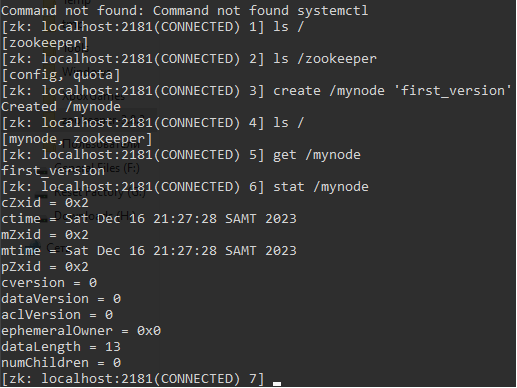 Command not found: Command not found systemctl
[zk: localhost:2181(CONNECTED) 1] ls /
[zookeeper]
[zk: localhost:2181(CONNECTED) 2] ls /zookeeper
[config, quota]
[zk: localhost:2181(CONNECTED) 3] create /mynode 'first_version'
Created /mynode
[zk: localhost:2181(CONNECTED) 4] ls /
[mynode, zookeeper]
[zk: localhost:2181(CONNECTED) 5] get /mynode
first_version
[zk: localhost:2181(CONNECTED) 6] stat /mynode
cZxid = 0x2
ctime = Sat Dec 16 21:27:28 SAMT 2023
mZxid = 0x2
mtime = Sat Dec 16 21:27:28 SAMT 2023
pZxid = 0x2
cversion = 0
dataVersion = 0
aclVersion = 0
ephemeralOwner = 0x0
dataLength = 13
numChildren = 0
[zk: localhost:2181(CONNECTED) 7]